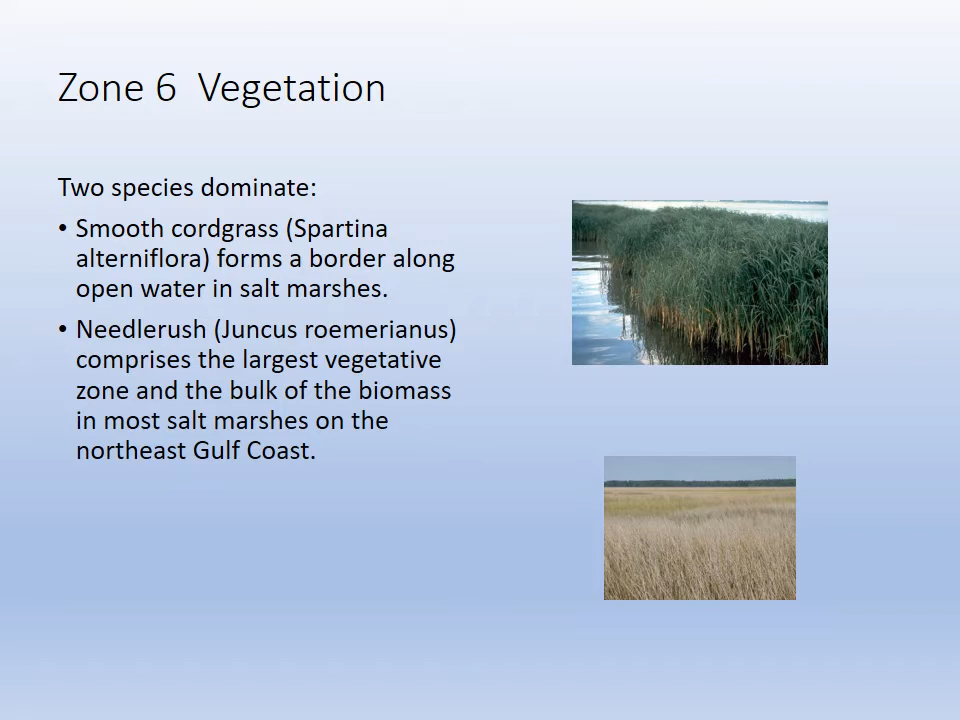 Zone 6  Vegetation
Two species dominate:
• Smooth cordgrass (Spartina
alterniflora) forms a border along
open water in salt marshes.
• Needlerush (Juncus roemerianus)
comprises the largest vegetative
zone and the bulk of the biomass
in most salt marshes on the
northeast Gulf Coast.